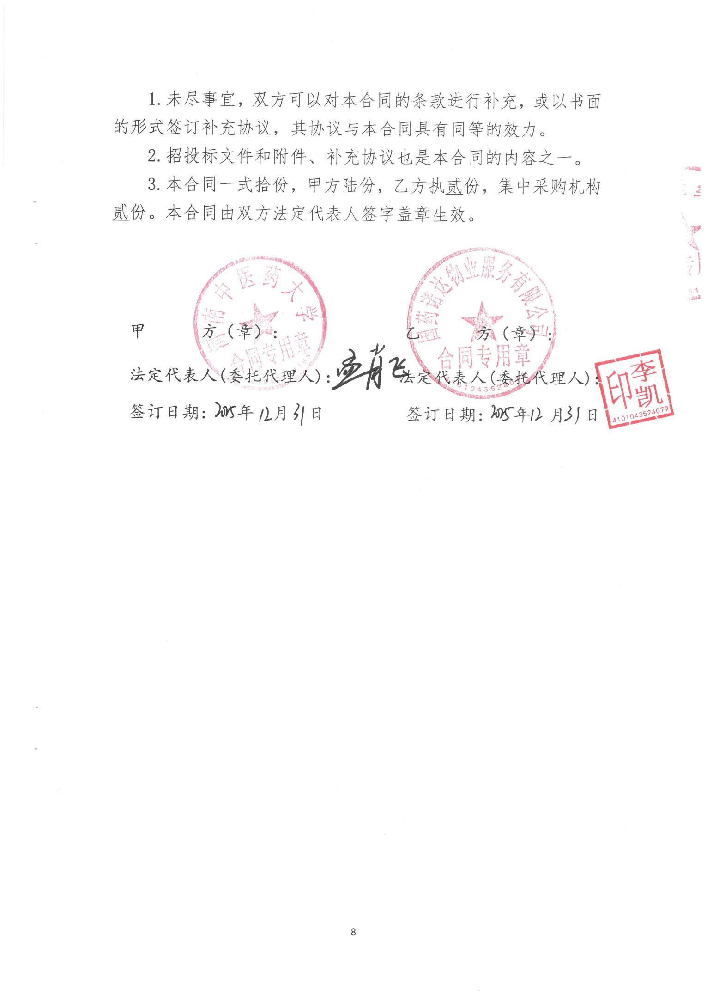 1.未尽事宜，双方可以对本合同的条款进行补充，或以书面
的形式签订补充协议，其协议与本合同具有同等的效力。
2.招投标文件和附件、补充协议也是本合同的内容之一。
3.本合同一式拾份，甲方陆份，乙方执贰份，集中采购机构
贰份。本合同由双方法定代表人签字盖章生效。
河南中医药大学
合同专用章
国药诺达物业服务有限公司
合同专用章
甲 方（章）：
乙 方（章）：
法定代表人(委托代理人)：孟肖飞
法定代表人(委托代理人)：
李凯印
4101043524079
签订日期：2025年12月31日
签订日期：2025年12月31日
8